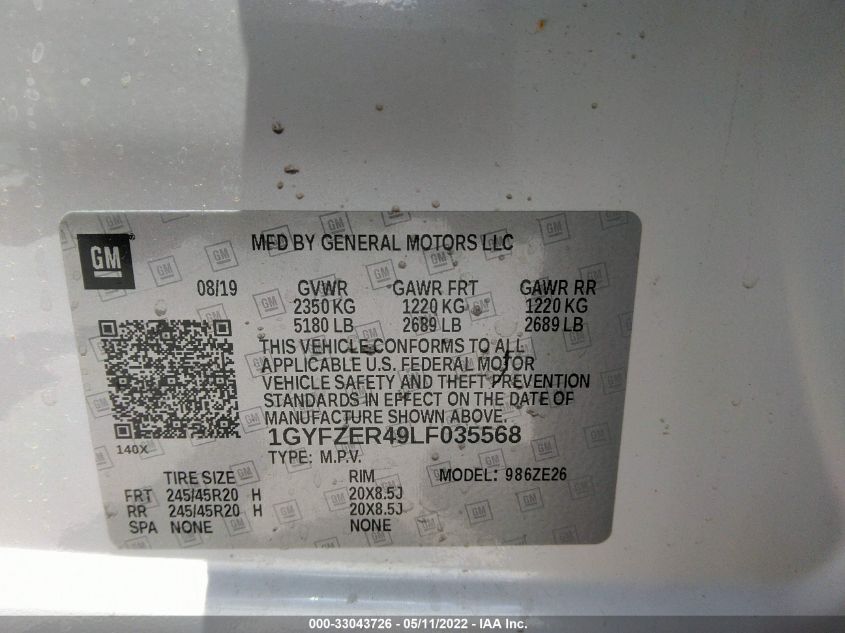 GM
MFD BY GENERAL MOTORS LLC
08/19 GVWR GAWR FRT GAWR RR
2350 KG 1220 KG 1220 KG
5180 LB 2689 LB 2689 LB
THIS VEHICLE CONFORMS TO ALL
APPLICABLE U.S. FEDERAL MOTOR
VEHICLE SAFETY AND THEFT PREVENTION
STANDARDS IN EFFECT ON THE DATE OF
MANUFACTURE SHOWN ABOVE.
1GYFZER49LF035568
140X
TYPE: M.P.V. MODEL: 986ZE26
TIRE SIZE RIM
FRT 245/45R20 H 20X8.5J
RR 245/45R20 H 20X8.5J
SPA NONE NONE
000-33043726 - 05/11/2022 - IAA Inc.